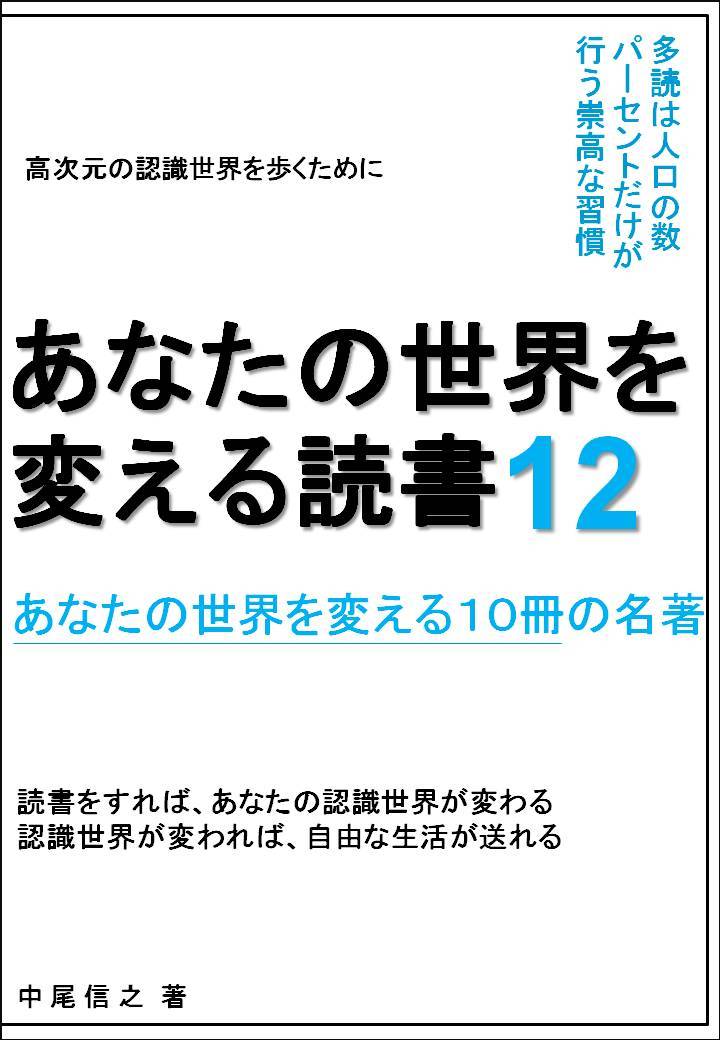 多読は人口の数
パーセントだけが
行う崇高な習慣
高次元の認識世界を歩くために
あなたの世界を
変える読書12
あなたの世界を変える１０冊の名著
読書をすれば、あなたの認識世界が変わる
認識世界が変われば、自由な生活が送れる
中尾信之 著